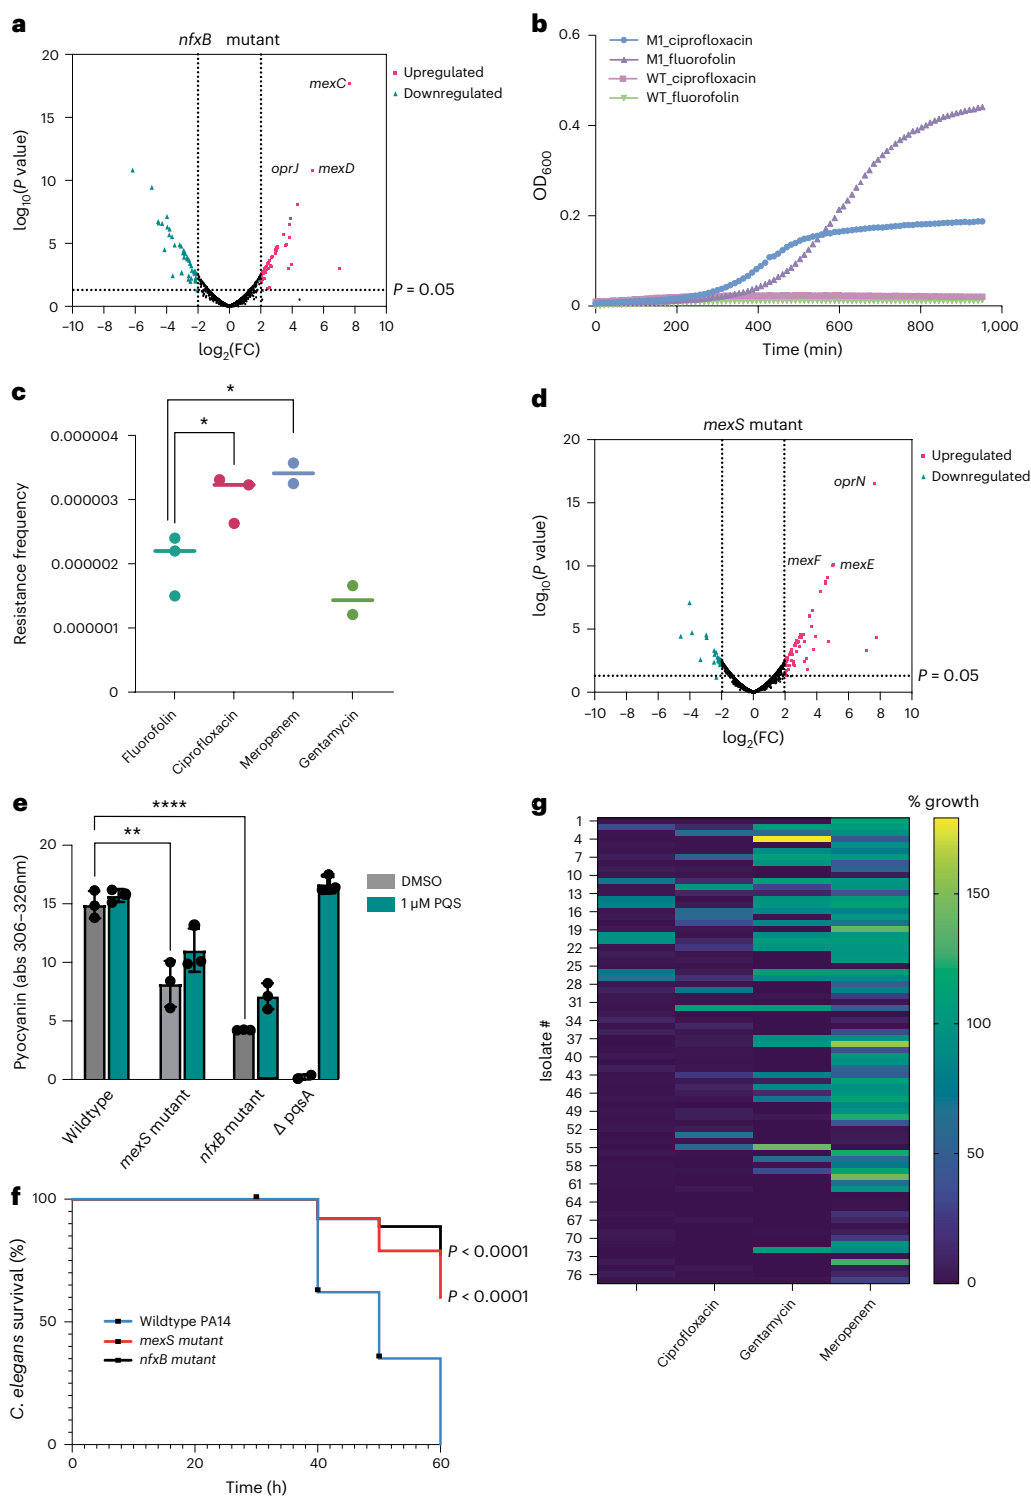 a
nfxB mutant
20
15
10
5
0
log10(P value)
−10 −8 −6 −4 −2 0 2 4 6 8 10
log2(FC)
mexC
oprJ mexD
Upregulated
Downregulated
P = 0.05
b
0.6
0.4
0.2
0
OD600
0 200 400 600 800 1,000
Time (min)
M1_ciprofloxacin
M1_fluorofolin
WT_ciprofloxacin
WT_fluorofolin
c
0.000004
0.000003
0.000002
0.000001
0
Resistance frequency
*
*
Fluorofolin
Ciprofloxacin
Meropenem
Gentamycin
d
mexS mutant
20
15
10
5
0
log10(P value)
−10 −8 −6 −4 −2 0 2 4 6 8 10
log2(FC)
oprN
mexF mexE
Upregulated
Downregulated
P = 0.05
e
20
15
10
5
0
Pyocyanin (abs 306–326nm)
****
**
DMSO
1 µM PQS
Wildtype
mexS mutant
nfxB mutant
Δ pqsA
f
100
50
0
C. elegans survival (%)
0 20 40 60
Time (h)
Wildtype PA14
mexS mutant
nfxB mutant
P < 0.0001
P < 0.0001
g
% growth
1
4
7
10
13
16
19
22
25
28
31
34
37
40
43
46
49
52
55
58
61
64
67
70
73
76
Isolate #
Ciprofloxacin
Gentamycin
Meropenem
150
100
50
0